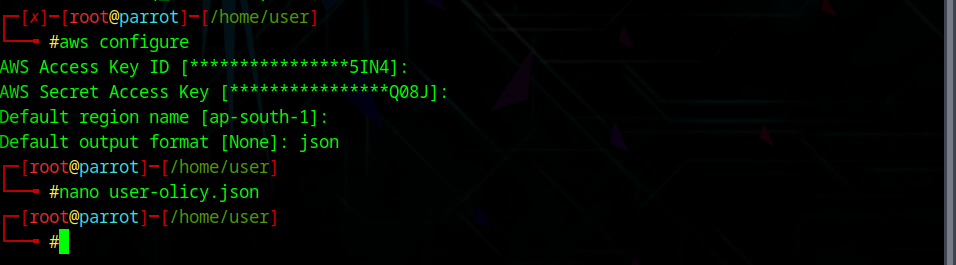 ┌─[✗]─[root@parrot]─[/home/user]
└──╼ #aws configure
AWS Access Key ID [****************5IN4]:
AWS Secret Access Key [****************Q08J]:
Default region name [ap-south-1]:
Default output format [None]: json
┌─[root@parrot]─[/home/user]
└──╼ #nano user-olicy.json
┌─[root@parrot]─[/home/user]
└──╼ #